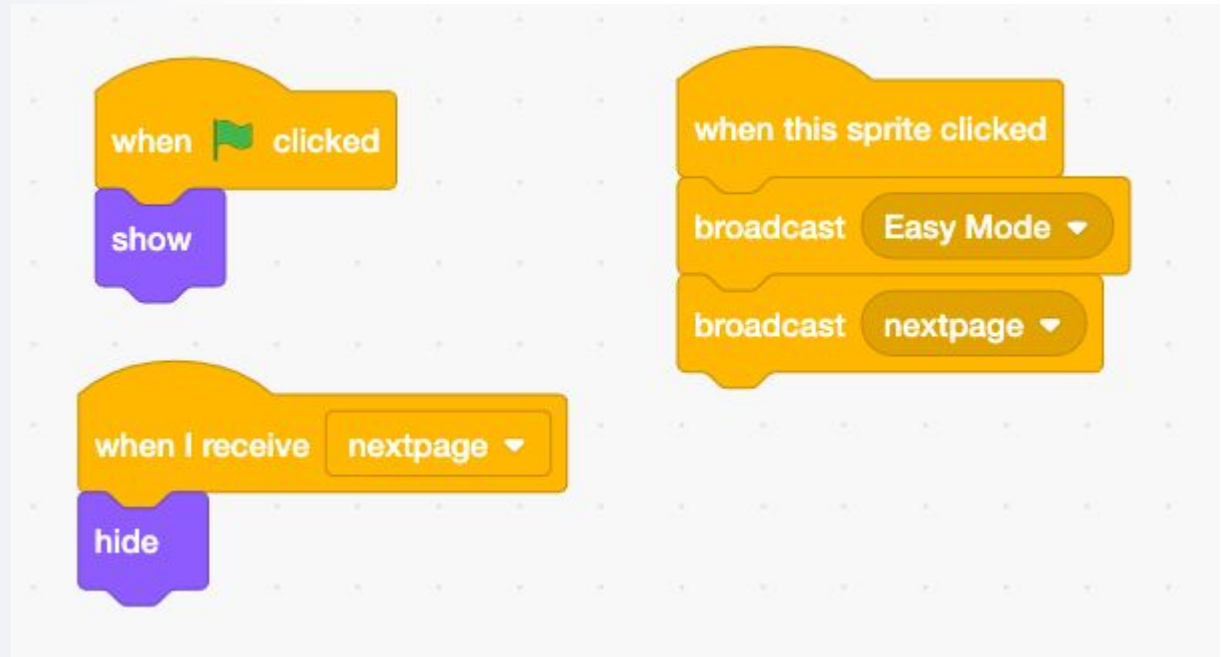 when clicked
show
when I receive nextpage
hide
when this sprite clicked
broadcast Easy Mode
broadcast nextpage